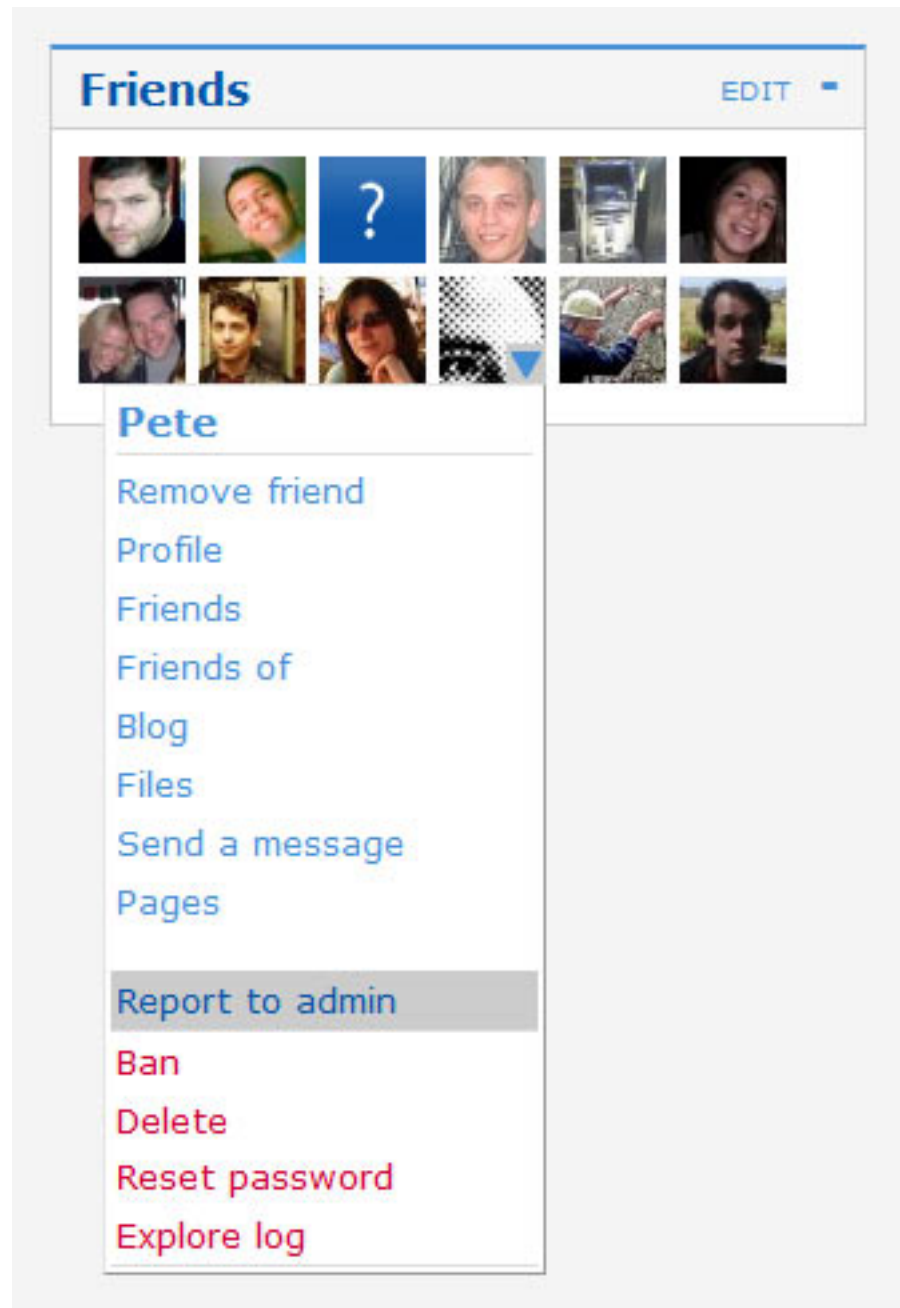 Friends EDIT -
?
Pete
Remove friend
Profile
Friends
Friends of
Blog
Files
Send a message
Pages
Report to admin
Ban
Delete
Reset password
Explore log